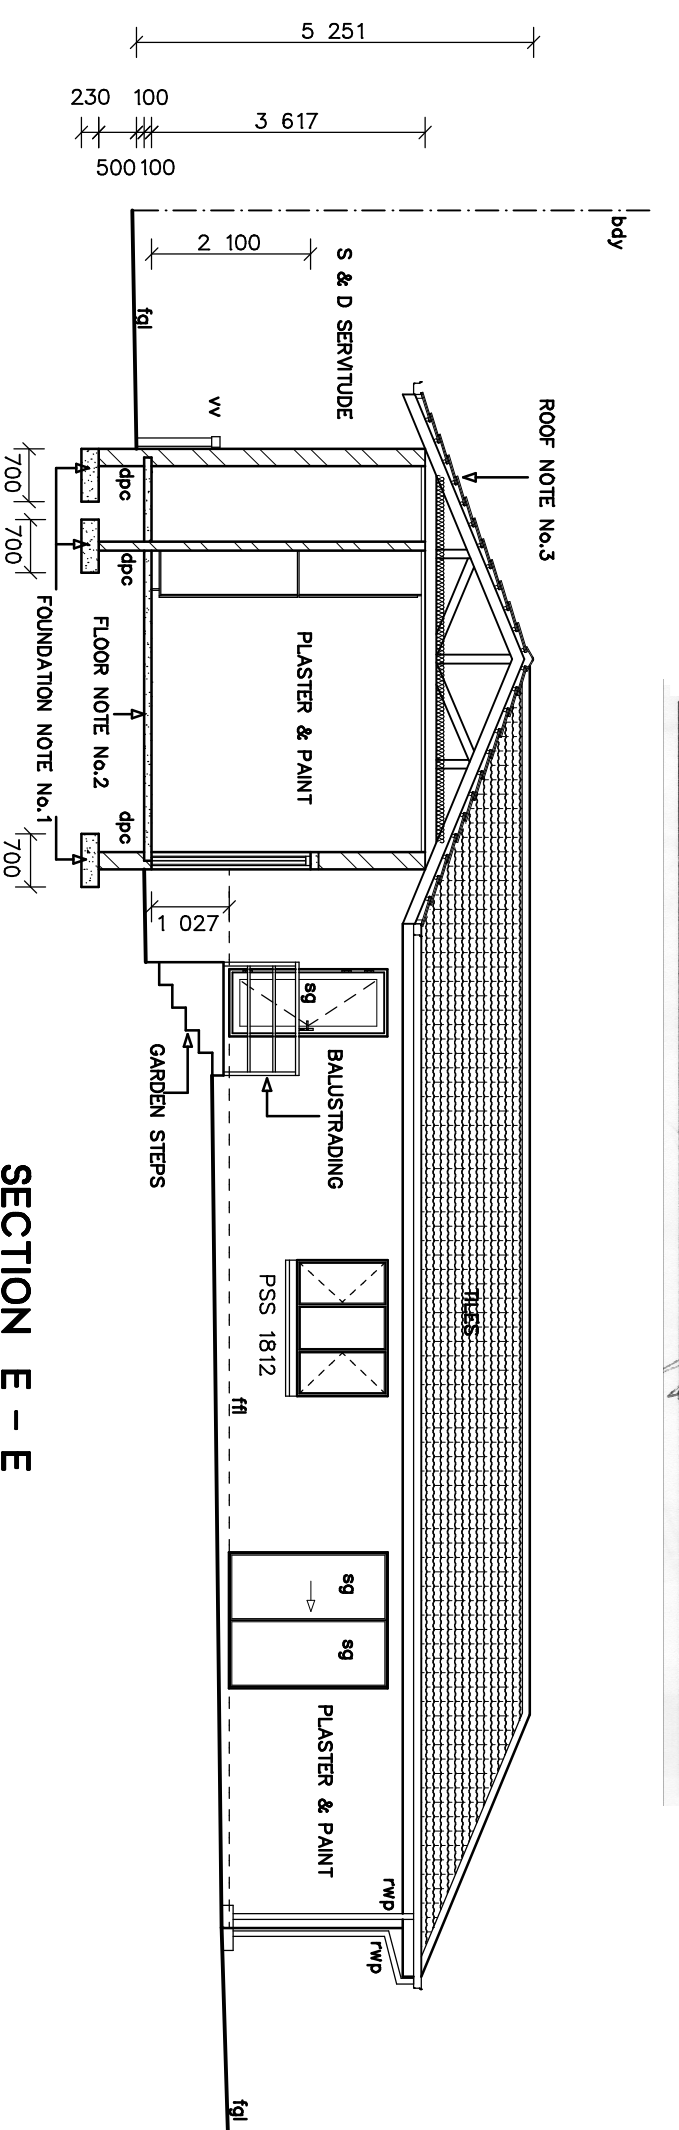 5 251
3 617
100
100
500
230
2 100
bdy
S & D SERVITUDE
fgl
vv
ROOF NOTE No.3
dpc
dpc
dpc
PLASTER & PAINT
FLOOR NOTE No.2
FOUNDATION NOTE No.1
700
700
700
1 027
sg
BALUSTRADING
GARDEN STEPS
TILES
PSS 1812
ffl
sg
sg
PLASTER & PAINT
rwp
rwp
fgl
SECTION E - E